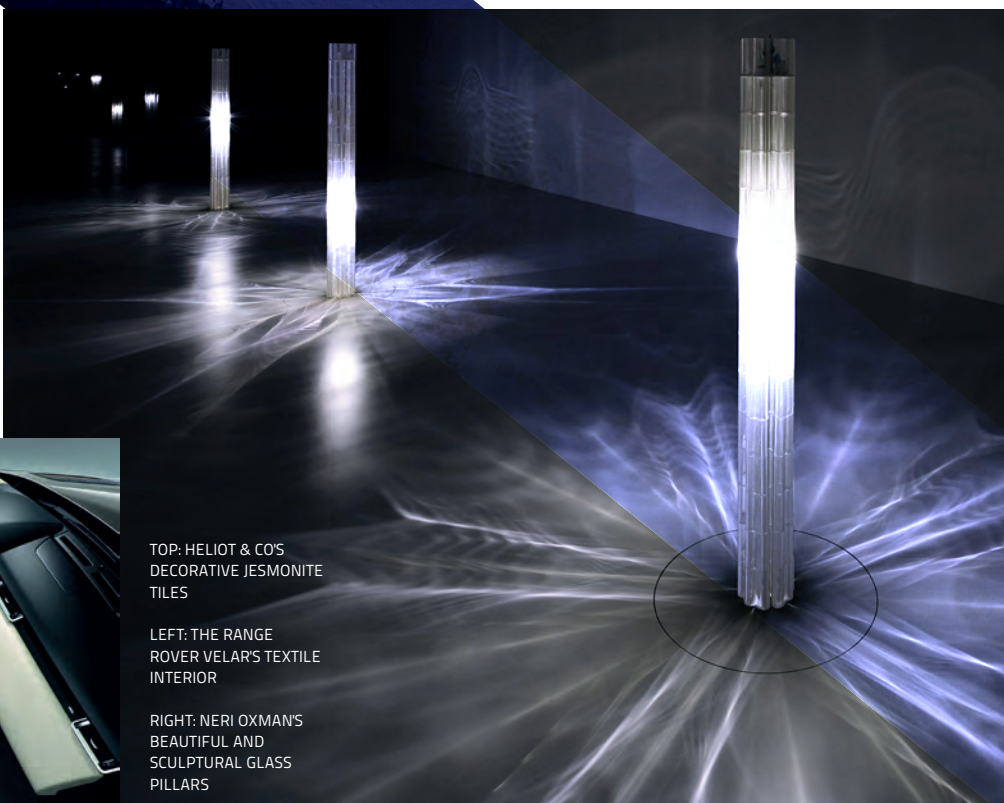 TOP: HELIOT & CO'S
DECORATIVE JESMONITE
TILES
LEFT: THE RANGE
ROVER VELAR'S TEXTILE
INTERIOR
RIGHT: NERI OXMAN'S
BEAUTIFUL AND
SCULPTURAL GLASS
PILLARS